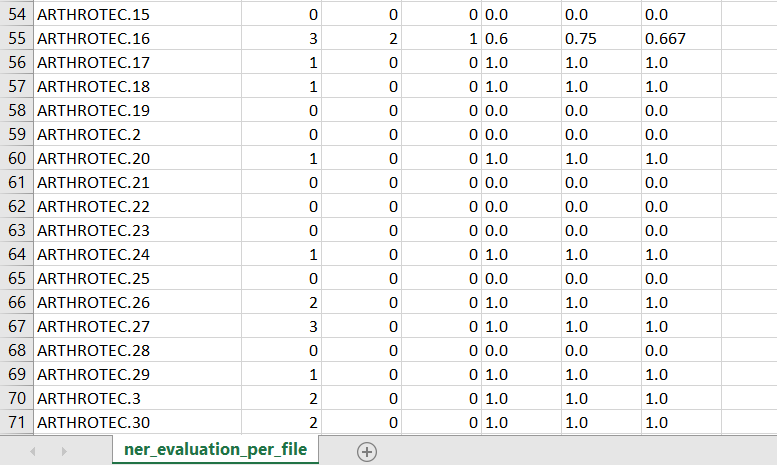 54 ARTHROTEC.15 0 0 0 0.0 0.0 0.0
55 ARTHROTEC.16 3 2 1 0.6 0.75 0.667
56 ARTHROTEC.17 1 0 0 1.0 1.0 1.0
57 ARTHROTEC.18 1 0 0 1.0 1.0 1.0
58 ARTHROTEC.19 0 0 0 0.0 0.0 0.0
59 ARTHROTEC.2 0 0 0 0.0 0.0 0.0
60 ARTHROTEC.20 1 0 0 1.0 1.0 1.0
61 ARTHROTEC.21 0 0 0 0.0 0.0 0.0
62 ARTHROTEC.22 0 0 0 0.0 0.0 0.0
63 ARTHROTEC.23 0 0 0 0.0 0.0 0.0
64 ARTHROTEC.24 1 0 0 1.0 1.0 1.0
65 ARTHROTEC.25 0 0 0 0.0 0.0 0.0
66 ARTHROTEC.26 2 0 0 1.0 1.0 1.0
67 ARTHROTEC.27 3 0 0 1.0 1.0 1.0
68 ARTHROTEC.28 0 0 0 0.0 0.0 0.0
69 ARTHROTEC.29 1 0 0 1.0 1.0 1.0
70 ARTHROTEC.3 2 0 0 1.0 1.0 1.0
71 ARTHROTEC.30 2 0 0 1.0 1.0 1.0
ner_evaluation_per_file